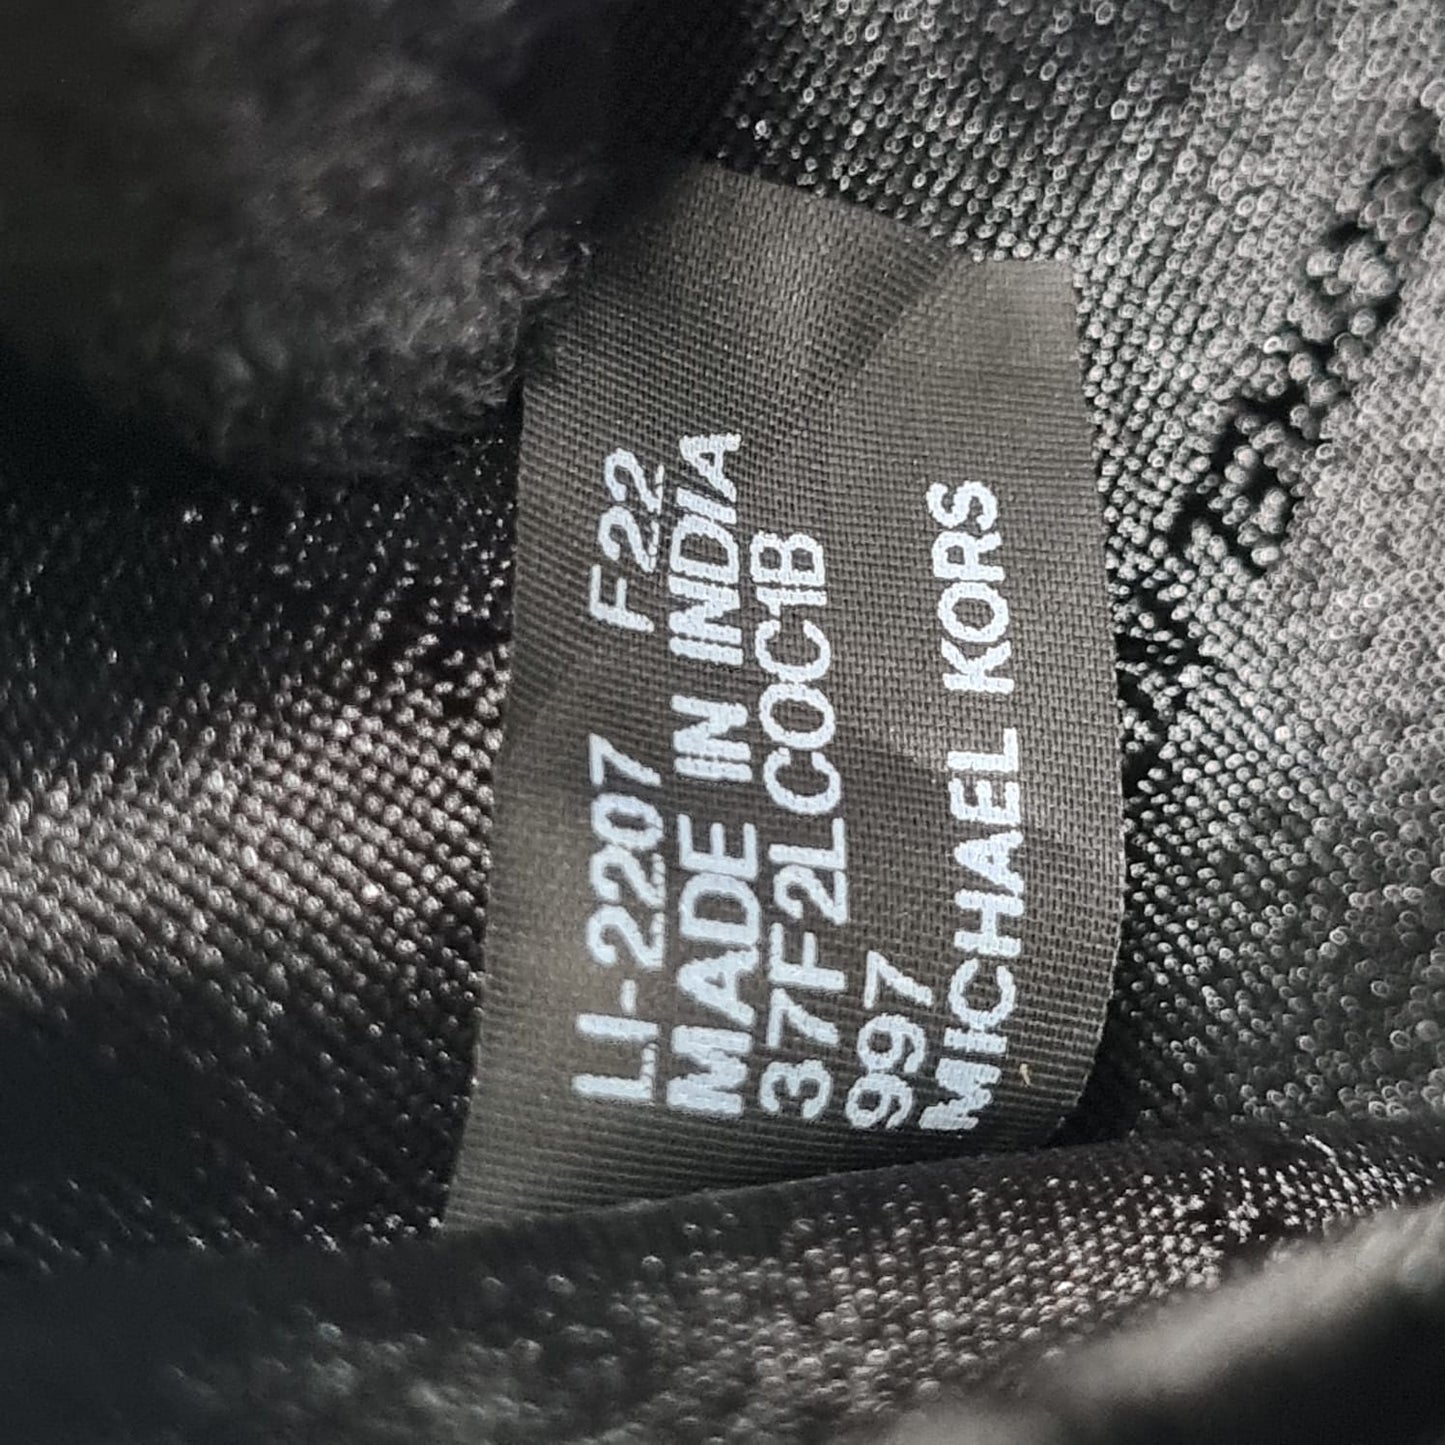 LI-2207 F22
MADE IN INDIA
37F2LCOC1B
997
MICHAEL KORS